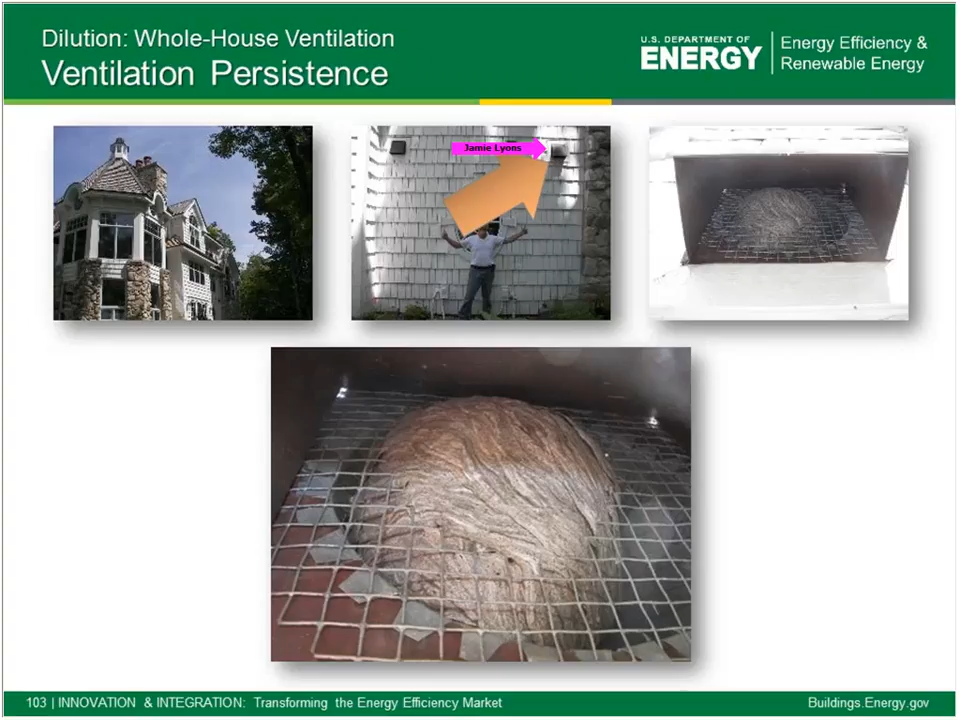 Dilution: Whole-House Ventilation
Ventilation Persistence
U.S. DEPARTMENT OF
ENERGY
Energy Efficiency &
Renewable Energy
Jamie Lyons
103 | INNOVATION & INTEGRATION: Transforming the Energy Efficiency Market
Buildings.Energy.gov